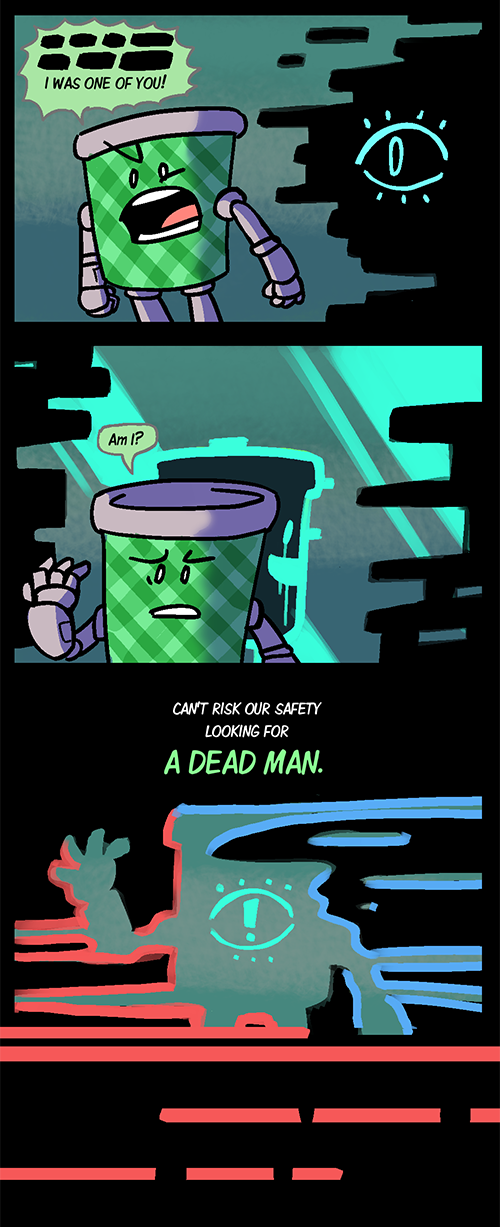 I WAS ONE OF YOU!
Am I?
CAN'T RISK OUR SAFETY
LOOKING FOR
A DEAD MAN.
!